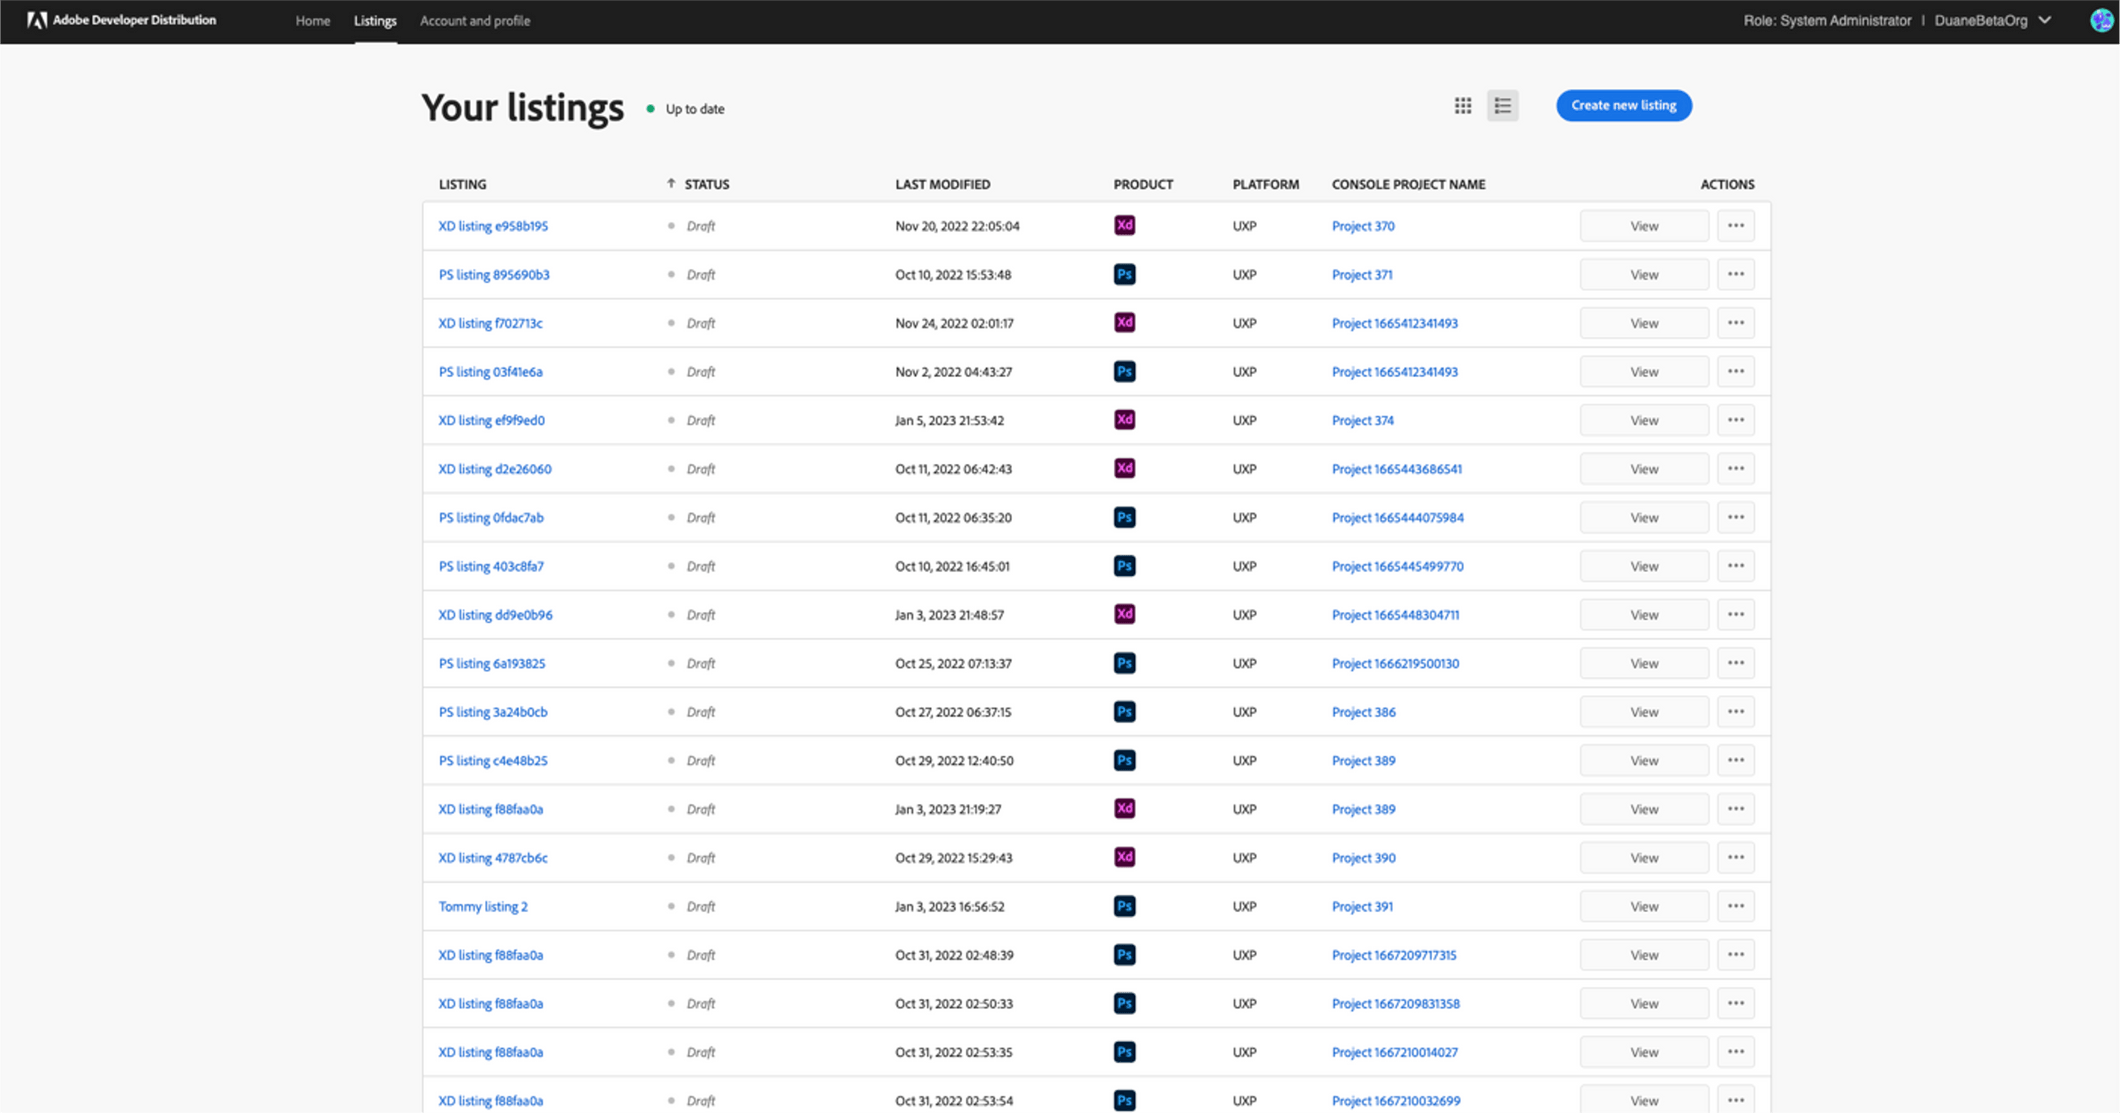 Adobe Developer Distribution Home Listings Account and profile Role: System Administrator | DuaneBetaOrg
Your listings Up to date Create new listing
LISTING STATUS LAST MODIFIED PRODUCT PLATFORM CONSOLE PROJECT NAME ACTIONS
XD listing e958b195 Draft Nov 20, 2022 22:05:04 Xd UXP Project 370 View
PS listing 895690b3 Draft Oct 10, 2022 15:53:48 Ps UXP Project 371 View
XD listing f702713c Draft Nov 24, 2022 02:01:17 Xd UXP Project 1665412341493 View
PS listing 03f41e6a Draft Nov 2, 2022 04:43:27 Ps UXP Project 1665412341493 View
XD listing ef9f9ed0 Draft Jan 5, 2023 21:53:42 Xd UXP Project 374 View
XD listing d2e26060 Draft Oct 11, 2022 06:42:43 Xd UXP Project 1665443686541 View
PS listing 0fdac7ab Draft Oct 11, 2022 06:35:20 Ps UXP Project 1665444075984 View
PS listing 403c8fa7 Draft Oct 10, 2022 16:45:01 Ps UXP Project 1665445499770 View
XD listing dd9e0b96 Draft Jan 3, 2023 21:48:57 Xd UXP Project 1665448304711 View
PS listing 6a193825 Draft Oct 25, 2022 07:13:37 Ps UXP Project 1666219500130 View
PS listing 3a24b0cb Draft Oct 27, 2022 06:37:15 Ps UXP Project 386 View
PS listing c4e48b25 Draft Oct 29, 2022 12:40:50 Ps UXP Project 389 View
XD listing f88faa0a Draft Jan 3, 2023 21:19:27 Xd UXP Project 389 View
XD listing 4787cb6c Draft Oct 29, 2022 15:29:43 Xd UXP Project 390 View
Tommy listing 2 Draft Jan 3, 2023 16:56:52 Ps UXP Project 391 View
XD listing f88faa0a Draft Oct 31, 2022 02:48:39 Ps UXP Project 1667209717315 View
XD listing f88faa0a Draft Oct 31, 2022 02:50:33 Ps UXP Project 1667209831358 View
XD listing f88faa0a Draft Oct 31, 2022 02:53:35 Ps UXP Project 1667210014027 View
XD listing f88faa0a Draft Oct 31, 2022 02:53:54 Ps UXP Project 1667210032699 View